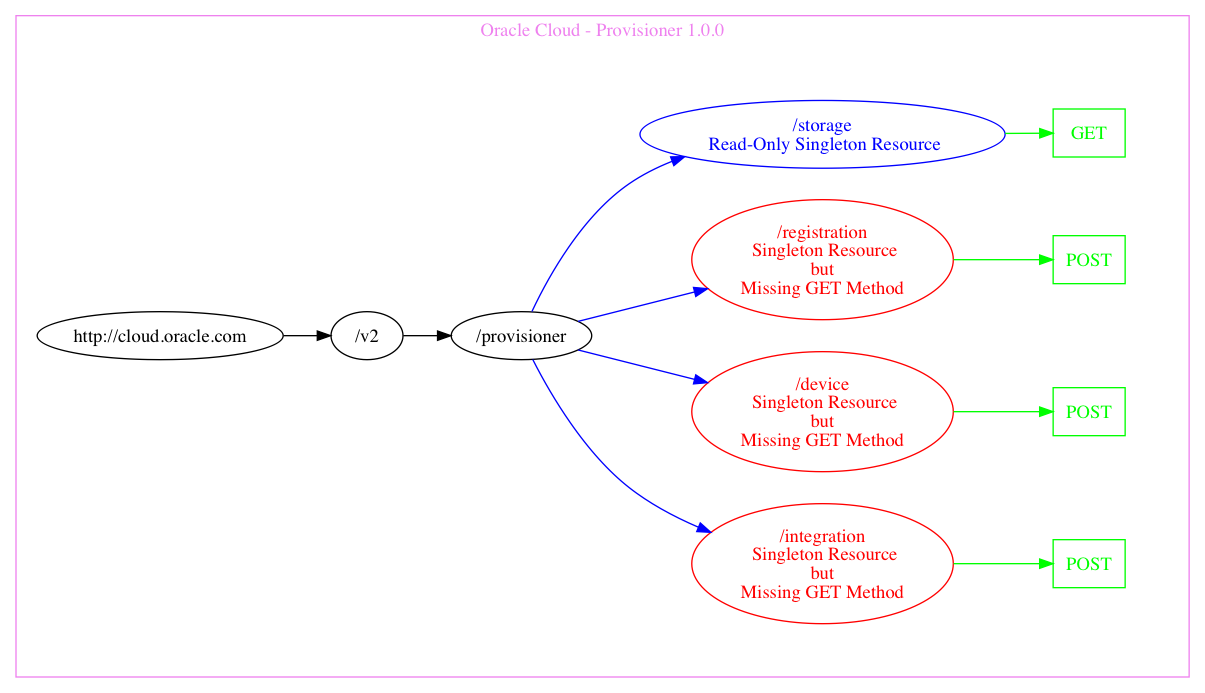 Oracle Cloud - Provisioner 1.0.0
http://cloud.oracle.com
/v2
/provisioner
/storage
Read-Only Singleton Resource
GET
/registration
Singleton Resource
but
Missing GET Method
POST
/device
Singleton Resource
but
Missing GET Method
POST
/integration
Singleton Resource
but
Missing GET Method
POST